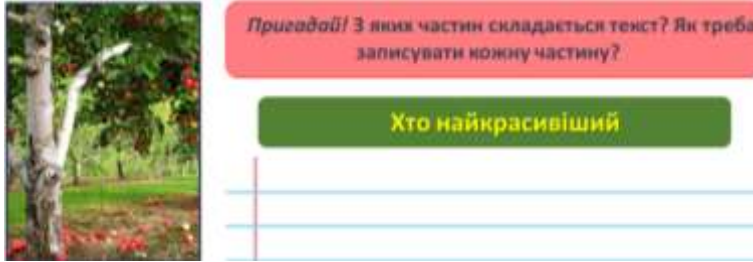 Пригадай! З яких частин складається текст? Як треба
записувати кожну частину?
Хто найкрасивіший